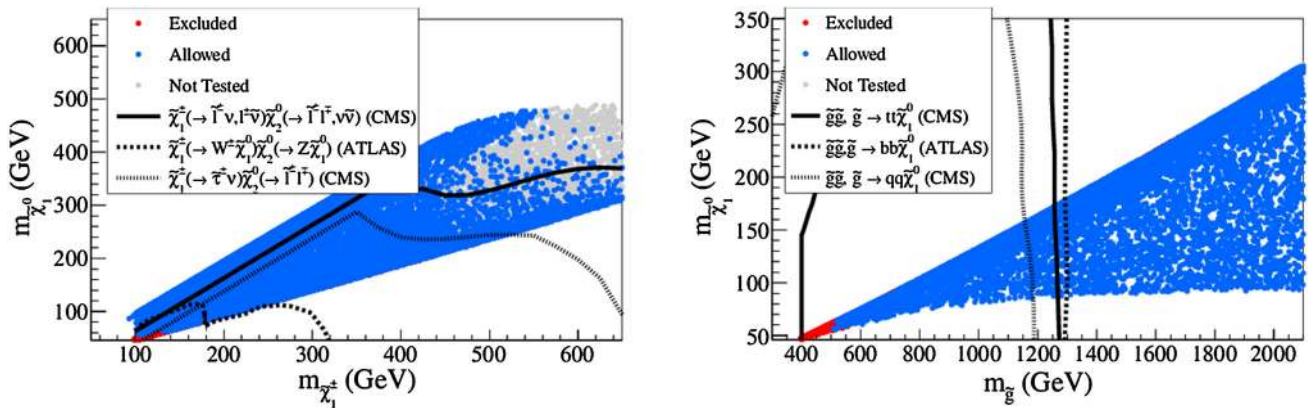 Excluded
Allowed
Not Tested
χ̃₁±(→ l̃±ν,l±ν̃)χ̃₂⁰(→ l̃±l∓,νν̃) (CMS)
χ̃₁±(→ W±χ̃₁⁰)χ̃₂⁰(→ Zχ̃₁⁰) (ATLAS)
χ̃₁±(→ τ̃±ν)χ̃₂⁰(→ l̃±l∓) (CMS)
m χ̃₁⁰ (GeV)
600
500
400
300
200
100
100 200 300 400 500 600
m χ̃₁± (GeV)
Excluded
Allowed
Not Tested
g̃g̃, g̃ → ttχ̃₁⁰ (CMS)
g̃g̃,g̃ → bbχ̃₁⁰ (ATLAS)
g̃g̃, g̃ → qqχ̃₁⁰ (CMS)
m χ̃₁⁰ (GeV)
350
300
250
200
150
100
50
400 600 800 1000 1200 1400 1600 1800 2000
m g̃ (GeV)